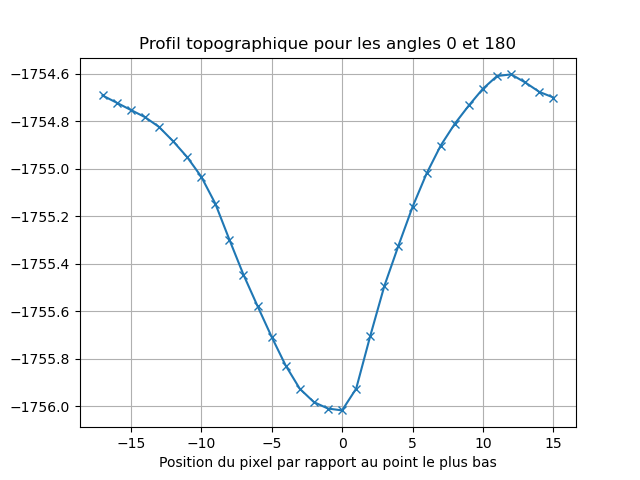 Profil topographique pour les angles 0 et 180
−1754.6
−1754.8
−1755.0
−1755.2
−1755.4
−1755.6
−1755.8
−1756.0
−15 −10 −5 0 5 10 15
Position du pixel par rapport au point le plus bas